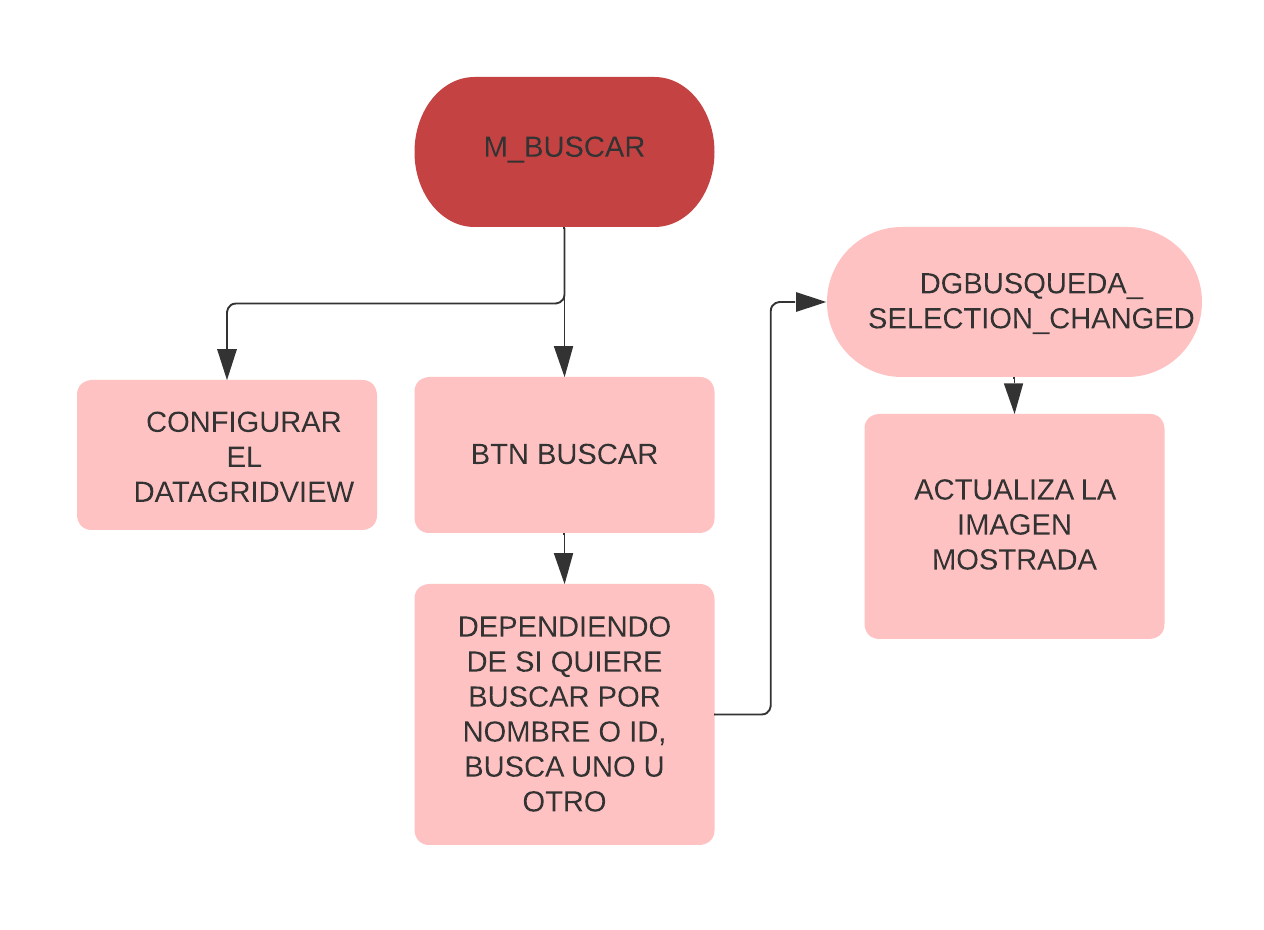 M_BUSCAR
CONFIGURAR
EL
DATAGRIDVIEW
BTN BUSCAR
DEPENDIENDO
DE SI QUIERE
BUSCAR POR
NOMBRE O ID,
BUSCA UNO U
OTRO
DGBUSQUEDA_
SELECTION_CHANGED
ACTUALIZA LA
IMAGEN
MOSTRADA